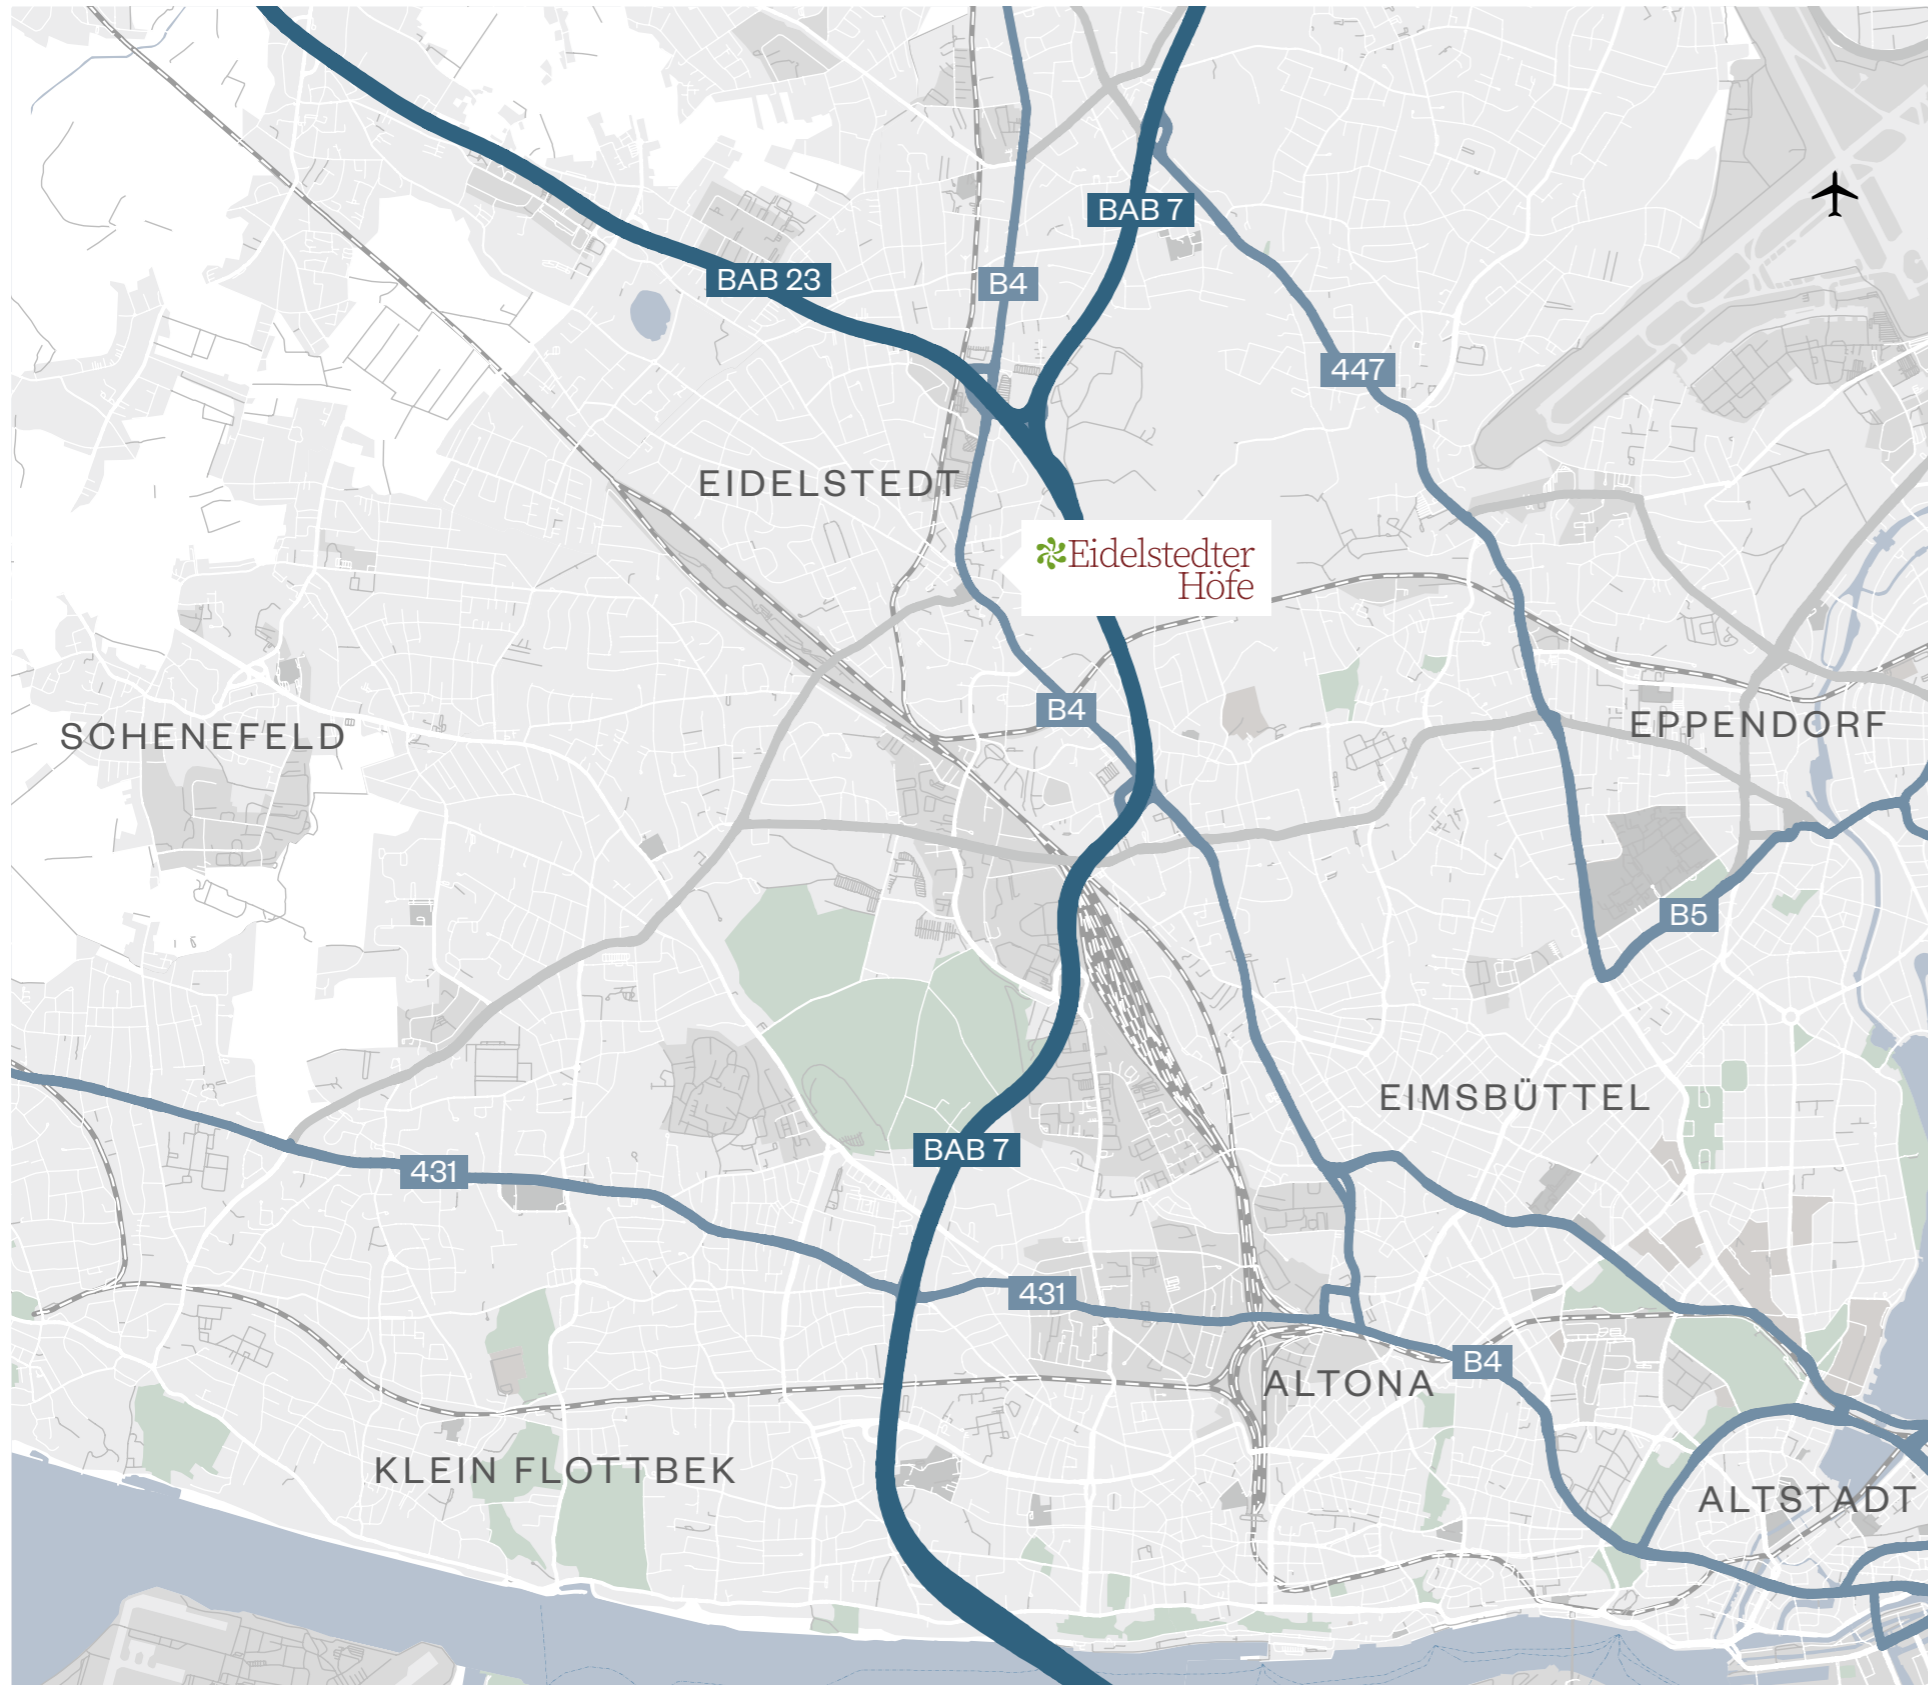 BAB 7
BAB 23
B4
447
EIDELSTEDT
Eidelstedter
Höfe
B4
SCHENEFELD
EPPENDORF
B5
EIMSBÜTTEL
BAB 7
431
431
B4
ALTONA
KLEIN FLOTTBEK
ALTSTADT